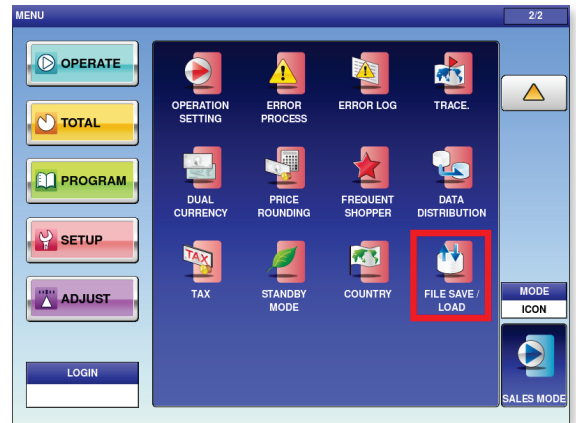 MENU
2/2
OPERATE
TOTAL
PROGRAM
SETUP
ADJUST
LOGIN
OPERATION
SETTING
ERROR
PROCESS
ERROR LOG
TRACE.
DUAL
CURRENCY
PRICE
ROUNDING
FREQUENT
SHOPPER
DATA
DISTRIBUTION
TAX
TAX
STANDBY
MODE
COUNTRY
FILE SAVE /
LOAD
MODE
ICON
SALES MODE